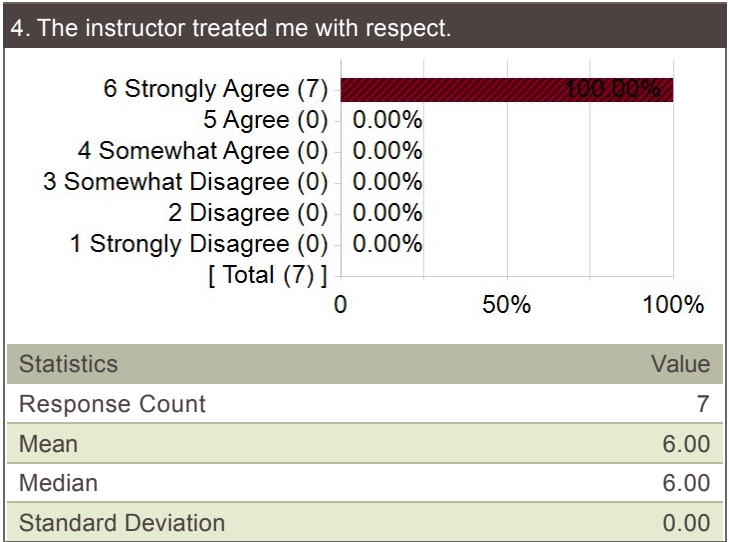 4. The instructor treated me with respect.
6 Strongly Agree (7) 100.00%
5 Agree (0) 0.00%
4 Somewhat Agree (0) 0.00%
3 Somewhat Disagree (0) 0.00%
2 Disagree (0) 0.00%
1 Strongly Disagree (0) 0.00%
[ Total (7) ]
0 50% 100%
Statistics Value
Response Count 7
Mean 6.00
Median 6.00
Standard Deviation 0.00